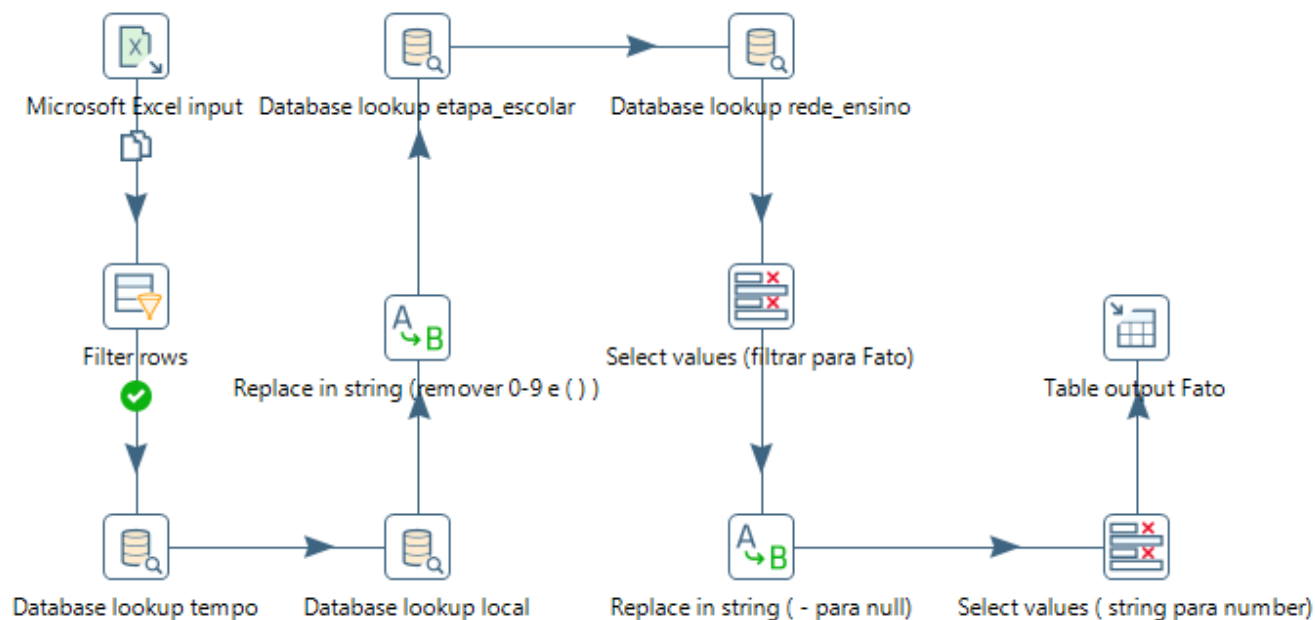 Microsoft Excel input
Database lookup etapa_escolar
Database lookup rede_ensino
Filter rows
Replace in string (remover 0-9 e ( ) )
Select values (filtrar para Fato)
Table output Fato
Database lookup tempo
Database lookup local
Replace in string ( - para null)
Select values ( string para number)